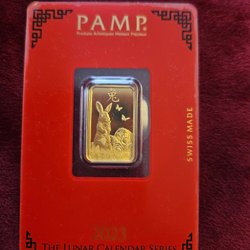 PAMP.
Produits Artistiques Métaux Précieux
兔
SWISS MADE
2023
THE LUNAR CALENDAR SERIES